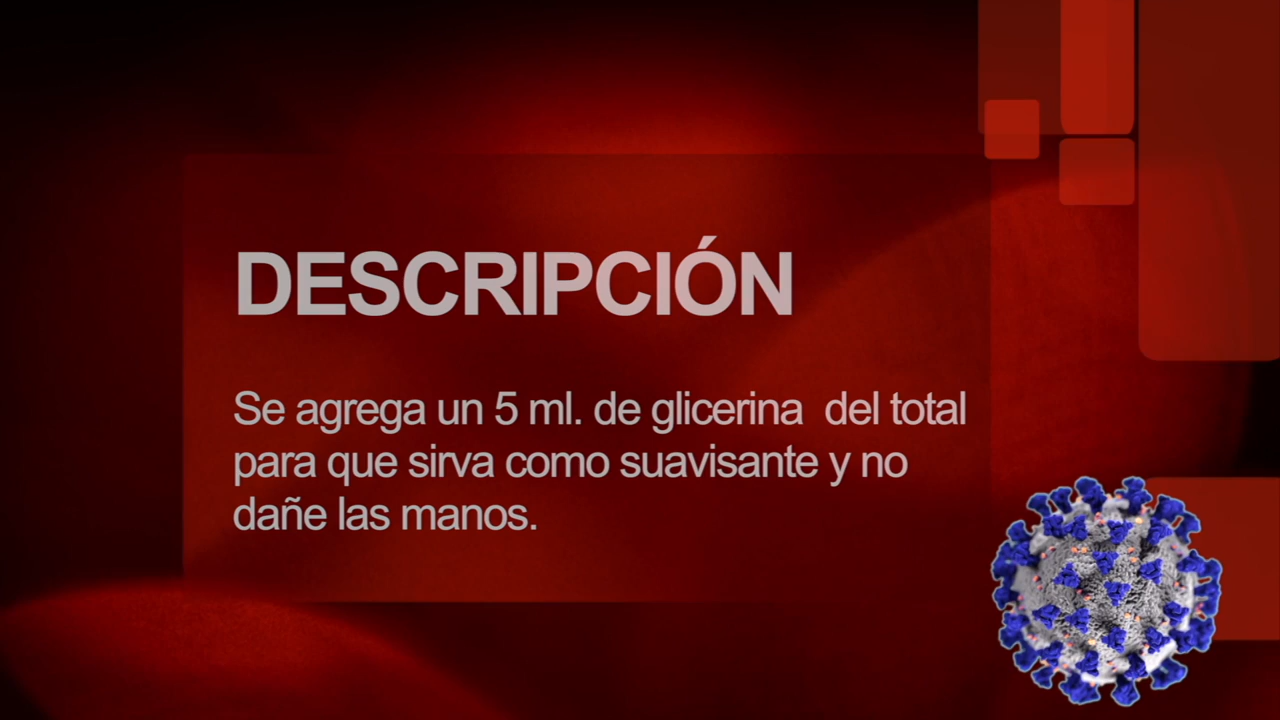 DESCRIPCIÓN
Se agrega un 5 ml. de glicerina  del total
para que sirva como suavisante y no
dañe las manos.